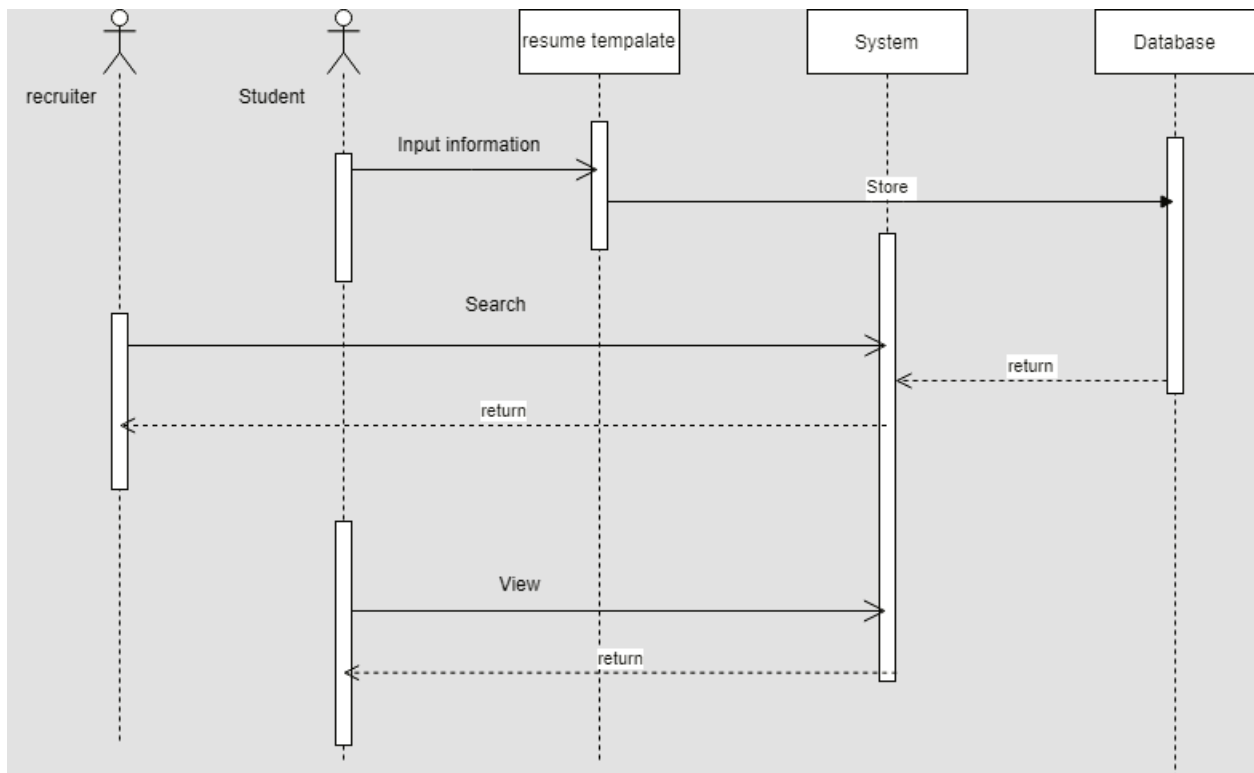 resume tempalate
System
Database
recruiter
Student
Input information
Store
Search
return
return
View
return